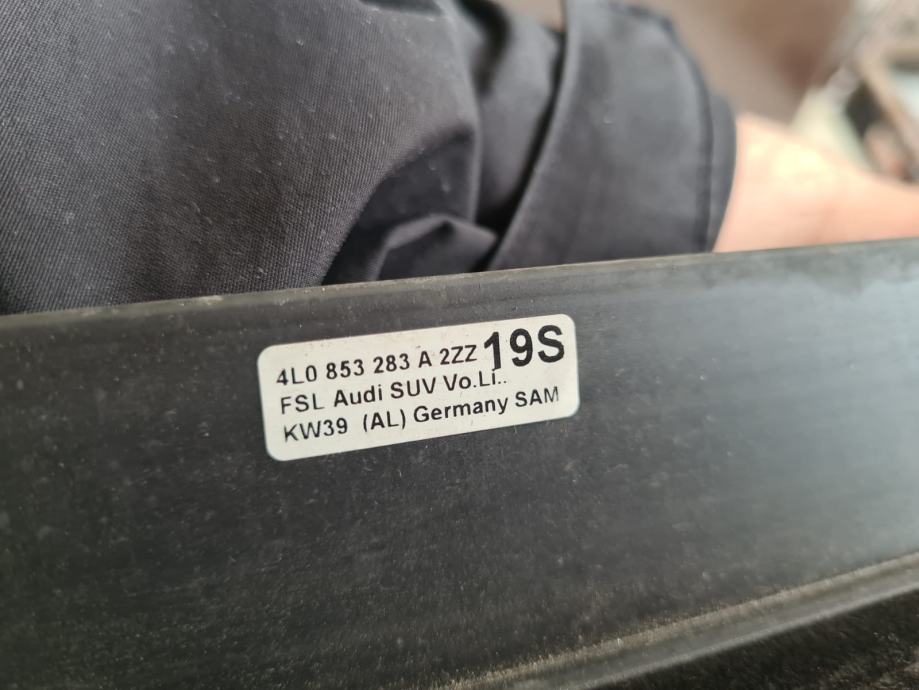 4L0 853 283 A 2ZZ 19S
FSL Audi SUV Vo.Li..
KW39 (AL) Germany SAM